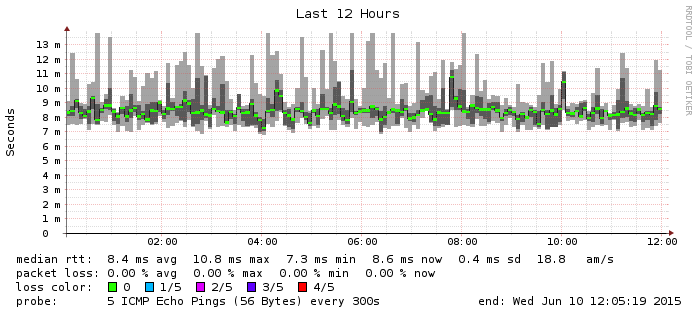 Last 12 Hours
RRDTOOL / TOBI OETIKER
Seconds
13 m
12 m
11 m
10 m
9 m
8 m
7 m
6 m
5 m
4 m
3 m
2 m
1 m
0
02:00 04:00 06:00 08:00 10:00 12:00
median rtt: 8.4 ms avg 10.8 ms max 7.3 ms min 8.6 ms now 0.4 ms sd 18.8 am/s
packet loss: 0.00 % avg 0.00 % max 0.00 % min 0.00 % now
loss color: 0 1/5 2/5 3/5 4/5
probe: 5 ICMP Echo Pings (56 Bytes) every 300s end: Wed Jun 10 12:05:19 2015